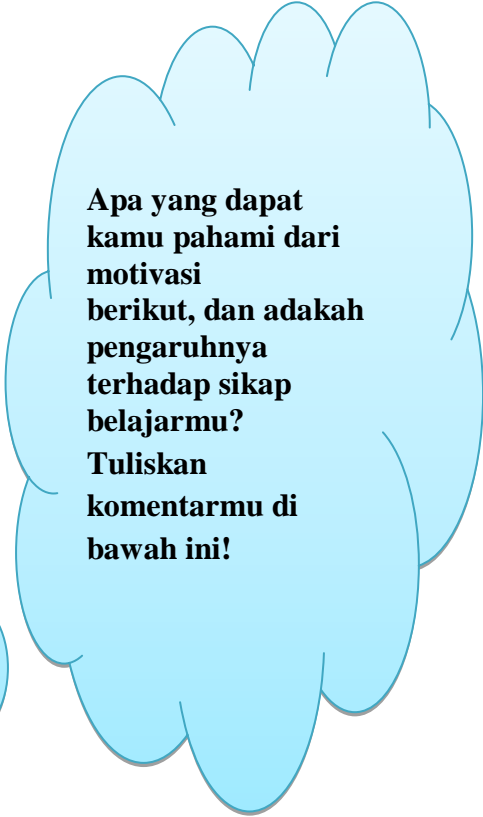 Apa yang dapat
kamu pahami dari
motivasi
berikut, dan adakah
pengaruhnya
terhadap sikap
belajarmu?
Tuliskan
komentarmu di
bawah ini!